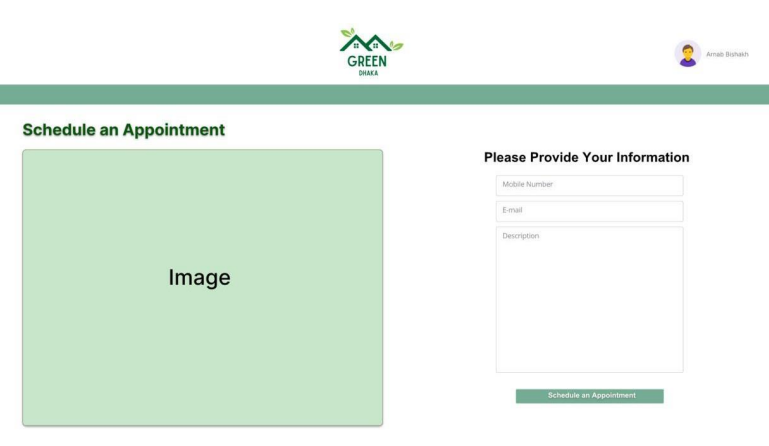 GREEN
DHAKA
Arnab Bishakh
Schedule an Appointment
Image
Please Provide Your Information
Mobile Number
E-mail
Description
Schedule an Appointment